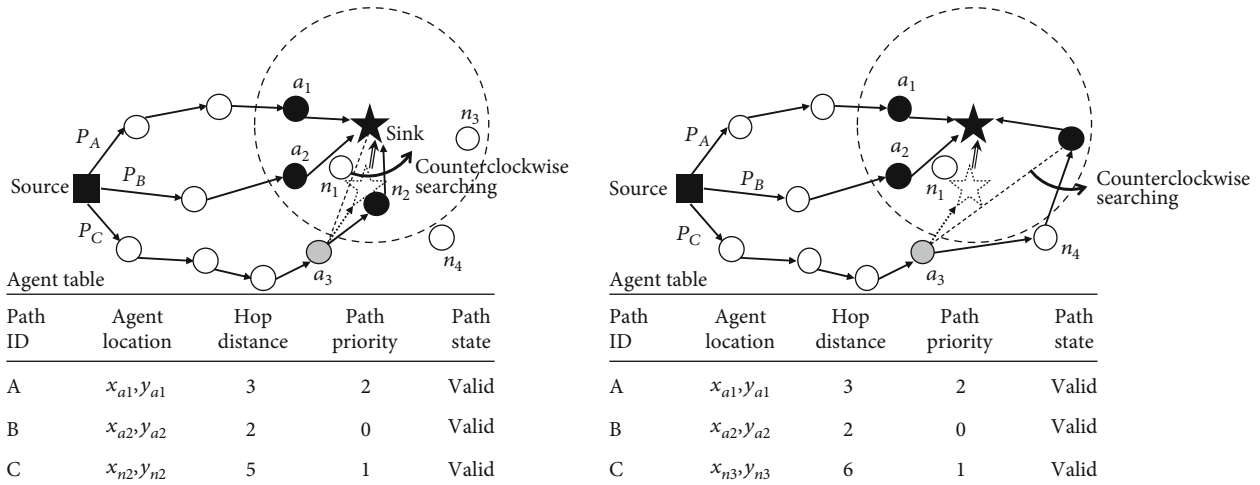 a1
Sink
n3
PA
a2
Counterclockwise
searching
n1
n2
Source
PB
PC
n4
a3
Agent table
Path ID Agent location Hop distance Path priority Path state
A xa1,ya1 3 2 Valid
B xa2,ya2 2 0 Valid
C xn2,yn2 5 1 Valid
a1
PA
a2
n1
Source
PB
Counterclockwise
searching
PC
n4
a3
Agent table
Path ID Agent location Hop distance Path priority Path state
A xa1,ya1 3 2 Valid
B xa2,ya2 2 0 Valid
C xn3,yn3 6 1 Valid